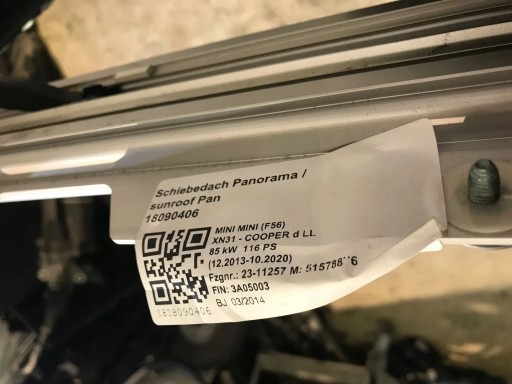 Schiebedach Panorama /
sunroof Pan
18090406
MINI MINI (F56)
XN31 - COOPER d LL
85 kW 116 PS
(12.2013-10.2020)
Fzgnr.: 23-11257 M:
FIN: 3A05003
BJ: 03/2014
1818090406